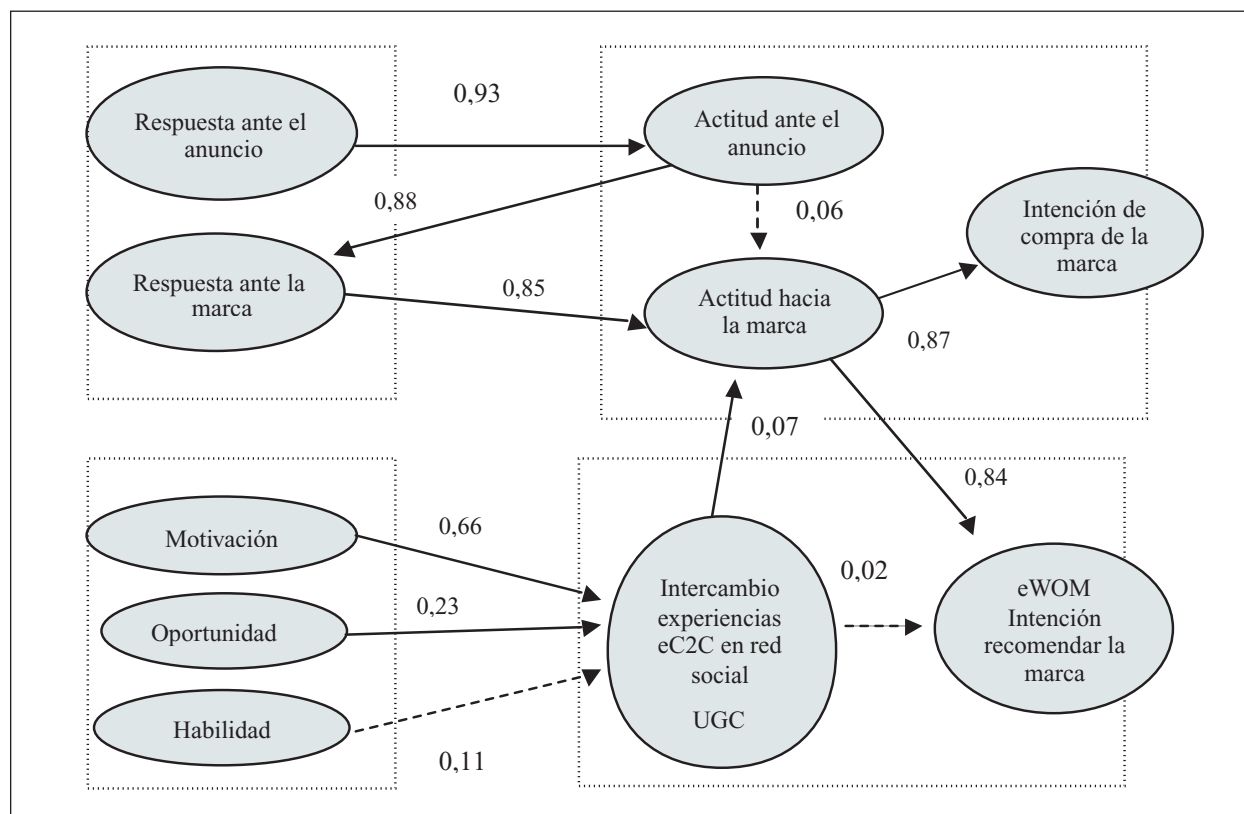 Respuesta ante el
anuncio
0,93
Actitud ante el
anuncio
0,88
0,06
Intención de
compra de la
marca
Respuesta ante la
marca
0,85
Actitud hacia
la marca
0,87
0,07
0,84
Motivación
0,66
Oportunidad
0,23
Habilidad
0,11
Intercambio
experiencias
eC2C en red
social
UGC
0,02
eWOM
Intención
recomendar la
marca